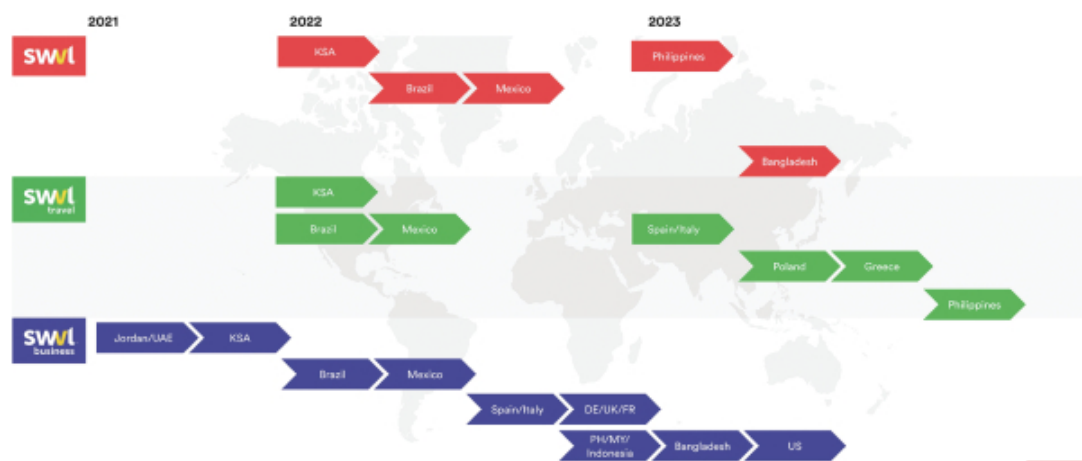 2021 2022 2023
swvl
KSA
Philippines
Brazil Mexico
Bangladesh
swvl
travel
KSA
Brazil Mexico
Spain/Italy
Poland Greece
Philippines
swvl
business
Jordan/UAE KSA
Brazil Mexico
Spain/Italy DE/UK/FR
PH/MY/
Indonesia
Bangladesh US